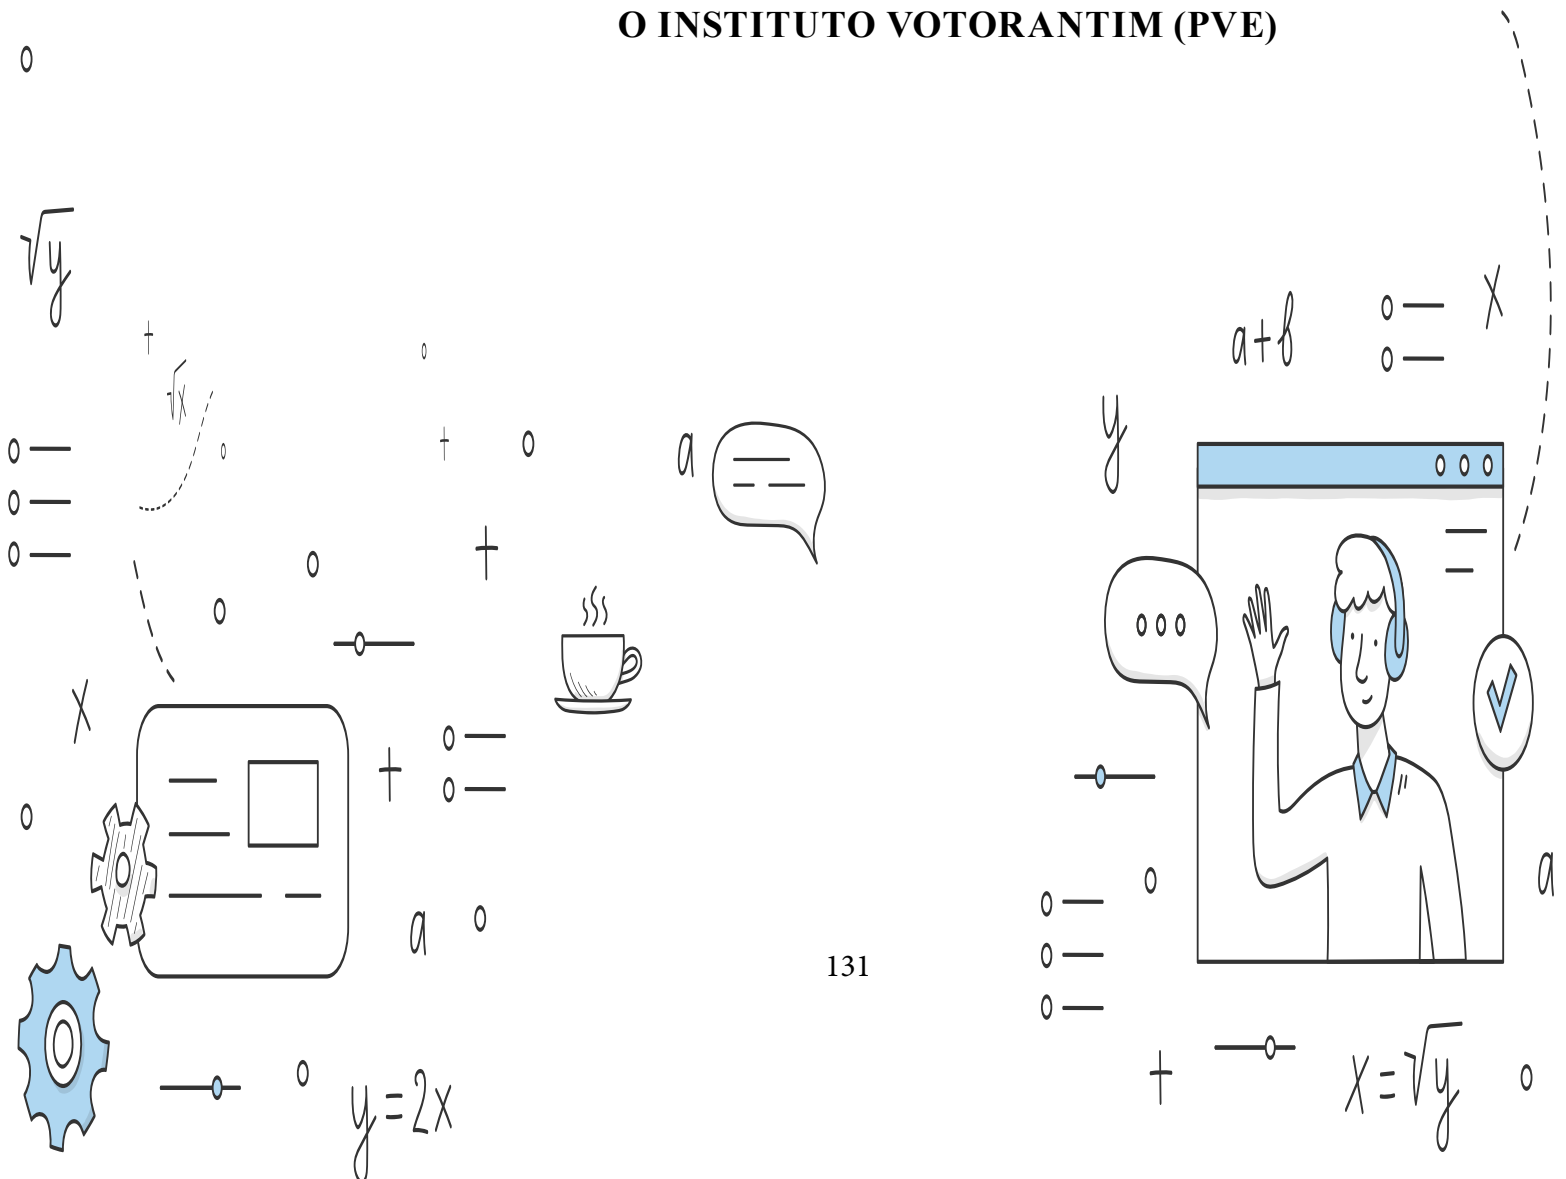 O INSTITUTO VOTORANTIM (PVE)
√y
a+b
x
√x
y
a
x
a
a
131
y=2x
x=√y